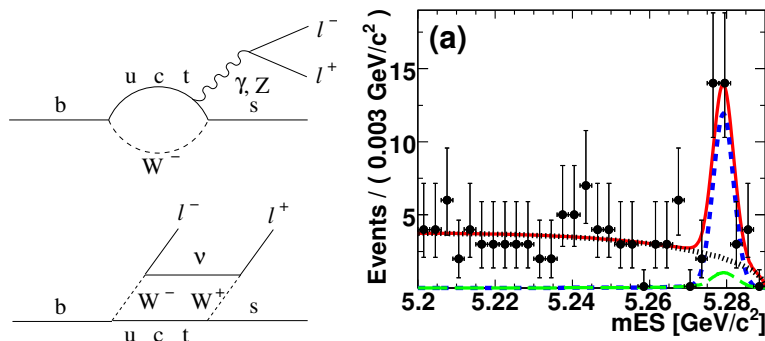 l⁻
u c t
l⁺
γ, Z
b
s
W⁻
l⁻
l⁺
ν
b
W⁻ W⁺
s
u c t
(a)
Events / ( 0.003 GeV/c² )
15
10
5
5.2 5.22 5.24 5.26 5.28
mES [GeV/c²]